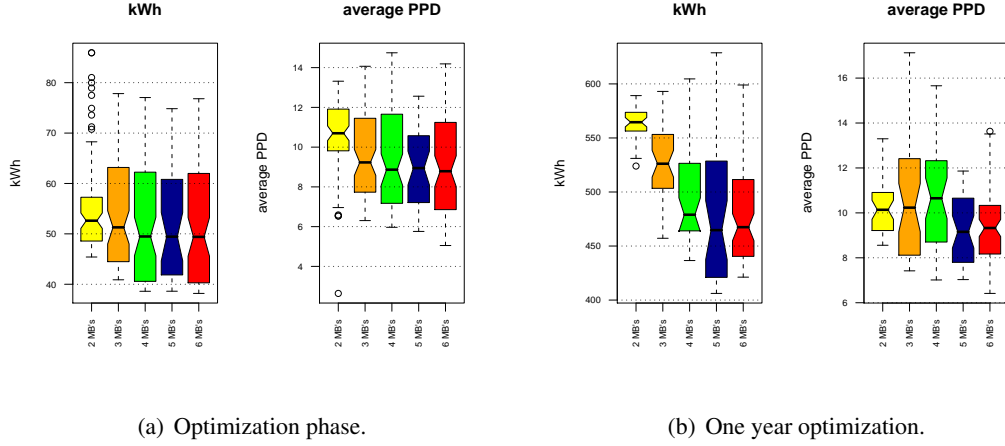 kWh
kWh
80
70
60
50
40
2 MB's
3 MB's
4 MB's
5 MB's
6 MB's
average PPD
average PPD
14
12
10
8
6
4
2 MB's
3 MB's
4 MB's
5 MB's
6 MB's
(a) Optimization phase.
kWh
kWh
600
550
500
450
400
2 MB's
3 MB's
4 MB's
5 MB's
6 MB's
average PPD
average PPD
16
14
12
10
8
6
2 MB's
3 MB's
4 MB's
5 MB's
6 MB's
(b) One year optimization.